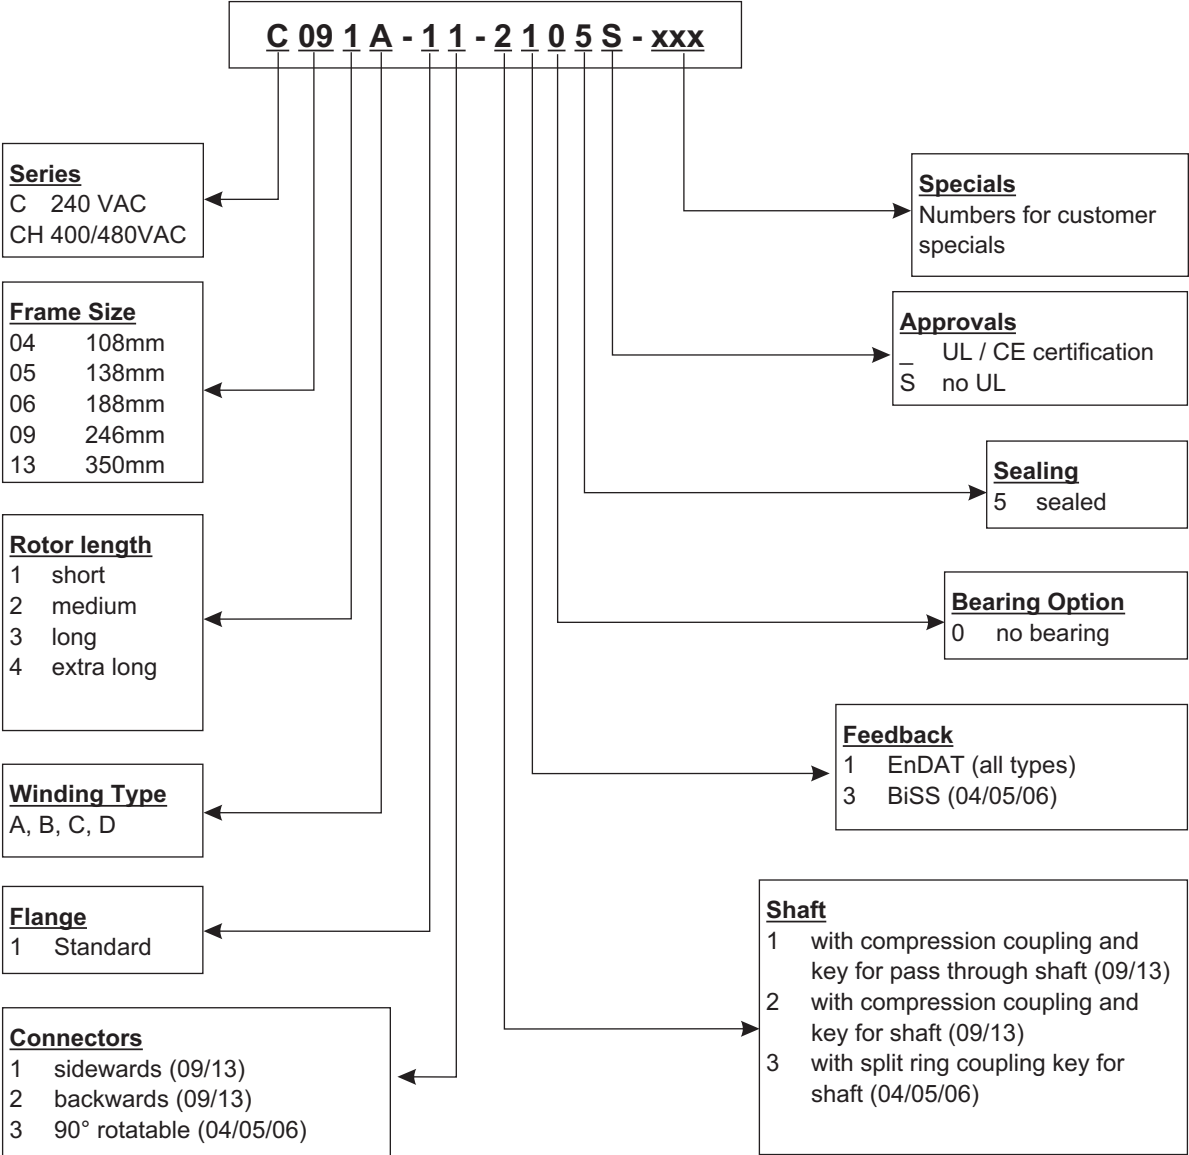 C 09 1 A - 1 1 - 2 1 0 5 S - xxx
Series
C 240 VAC
CH 400/480VAC
Frame Size
04 108mm
05 138mm
06 188mm
09 246mm
13 350mm
Rotor length
1 short
2 medium
3 long
4 extra long
Winding Type
A, B, C, D
Flange
1 Standard
Connectors
1 sidewards (09/13)
2 backwards (09/13)
3 90° rotatable (04/05/06)
Specials
Numbers for customer
specials
Approvals
_ UL / CE certification
S no UL
Sealing
5 sealed
Bearing Option
0 no bearing
Feedback
1 EnDAT (all types)
3 BiSS (04/05/06)
Shaft
1 with compression coupling and
key for pass through shaft (09/13)
2 with compression coupling and
key for shaft (09/13)
3 with split ring coupling key for
shaft (04/05/06)